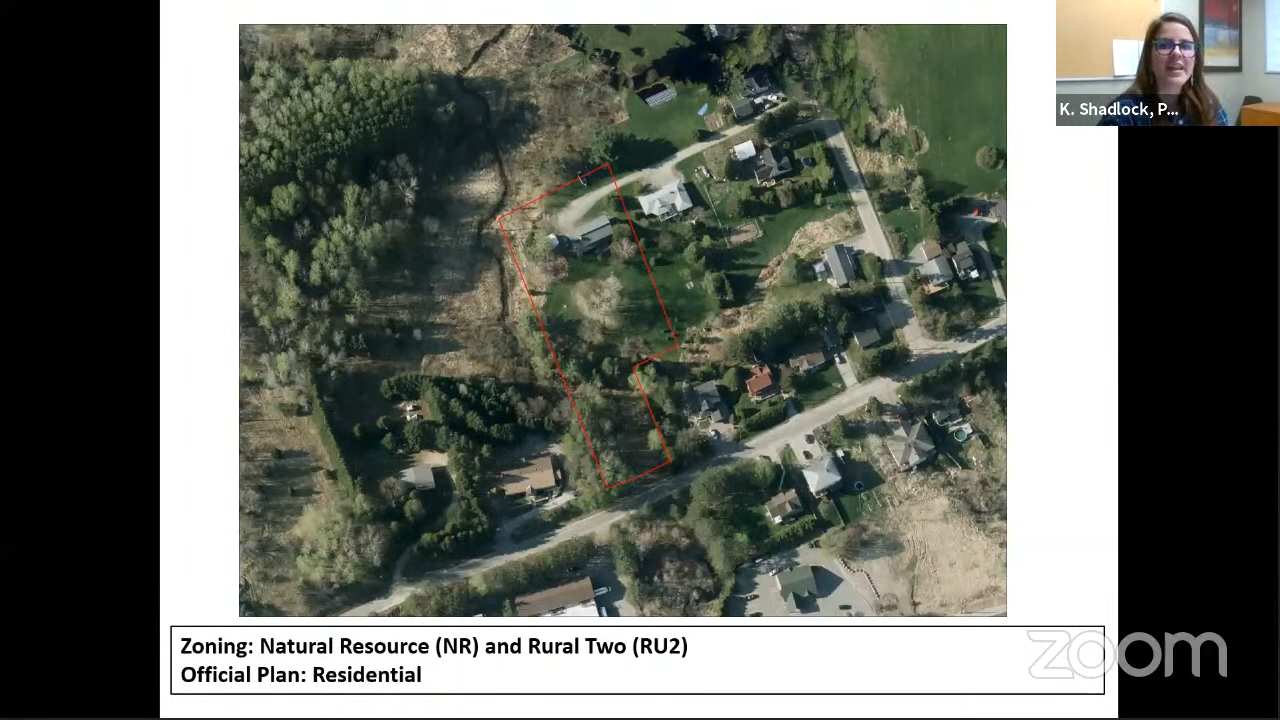 K. Shadlock, P...
Zoning: Natural Resource (NR) and Rural Two (RU2)
Official Plan: Residential
zoom